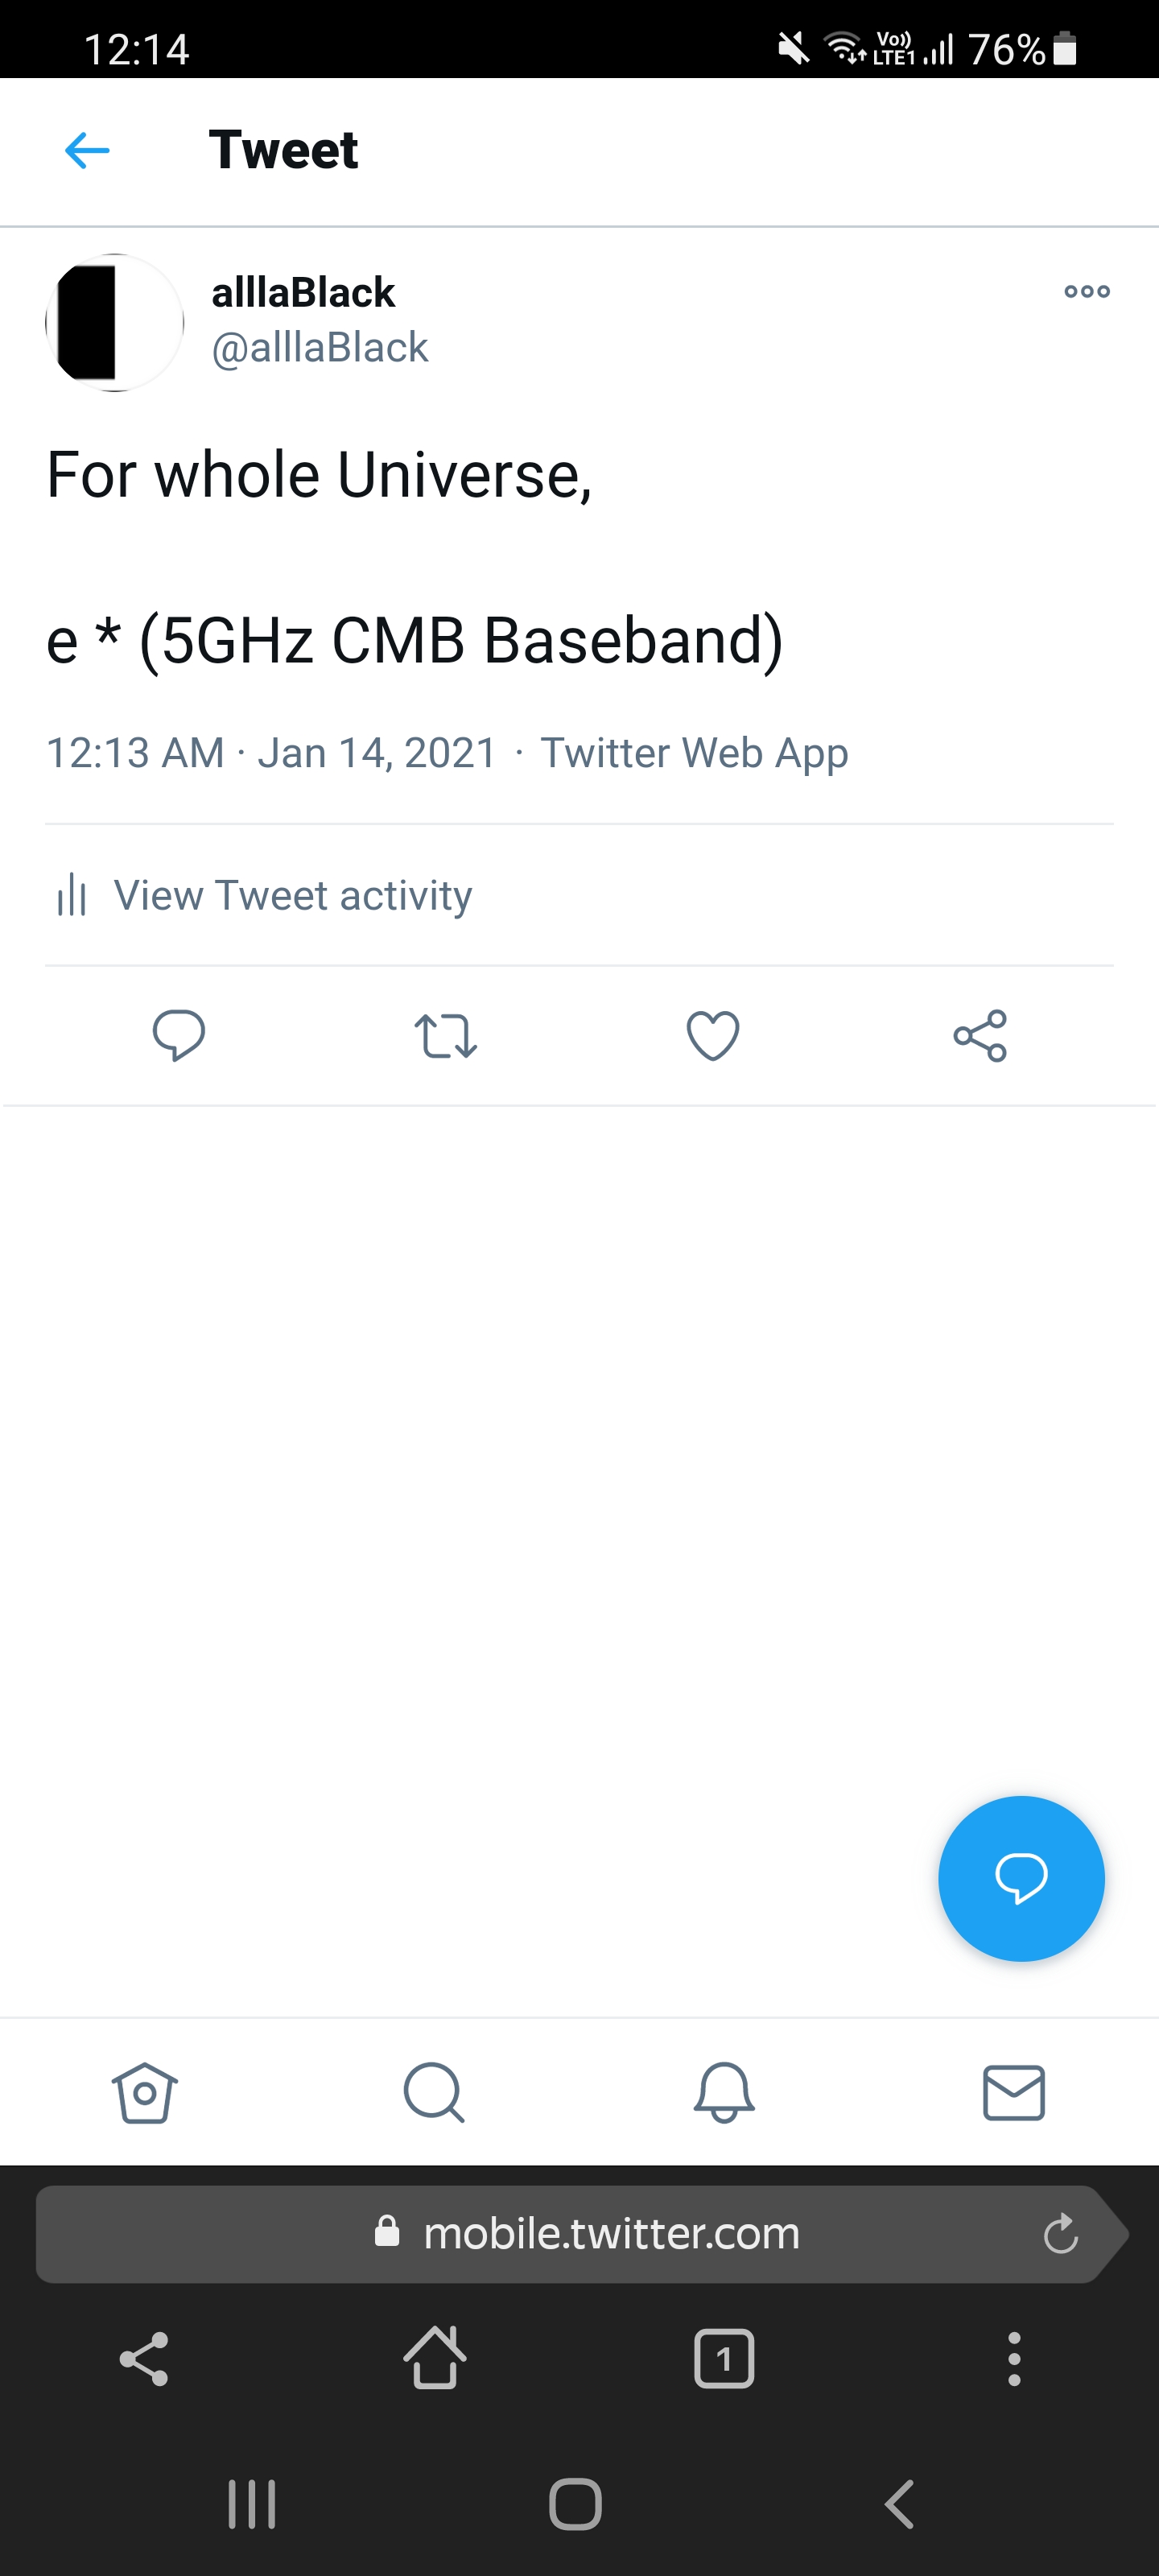 12:14
Vo)) LTE1 76%
Tweet
alllaBlack
@alllaBlack
For whole Universe,
e * (5GHz CMB Baseband)
12:13 AM · Jan 14, 2021 · Twitter Web App
View Tweet activity
mobile.twitter.com
1